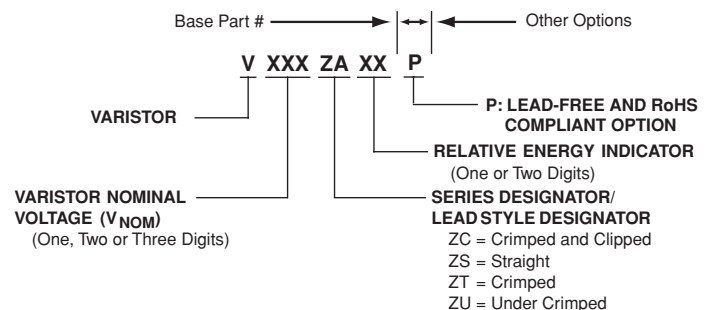 Base Part #
Other Options
V XXX ZA XX P
VARISTOR
P: LEAD-FREE AND RoHS
COMPLIANT OPTION
RELATIVE ENERGY INDICATOR
(One or Two Digits)
VARISTOR NOMINAL
VOLTAGE (VNOM)
(One, Two or Three Digits)
SERIES DESIGNATOR/
LEAD STYLE DESIGNATOR
ZC = Crimped and Clipped
ZS = Straight
ZT = Crimped
ZU = Under Crimped